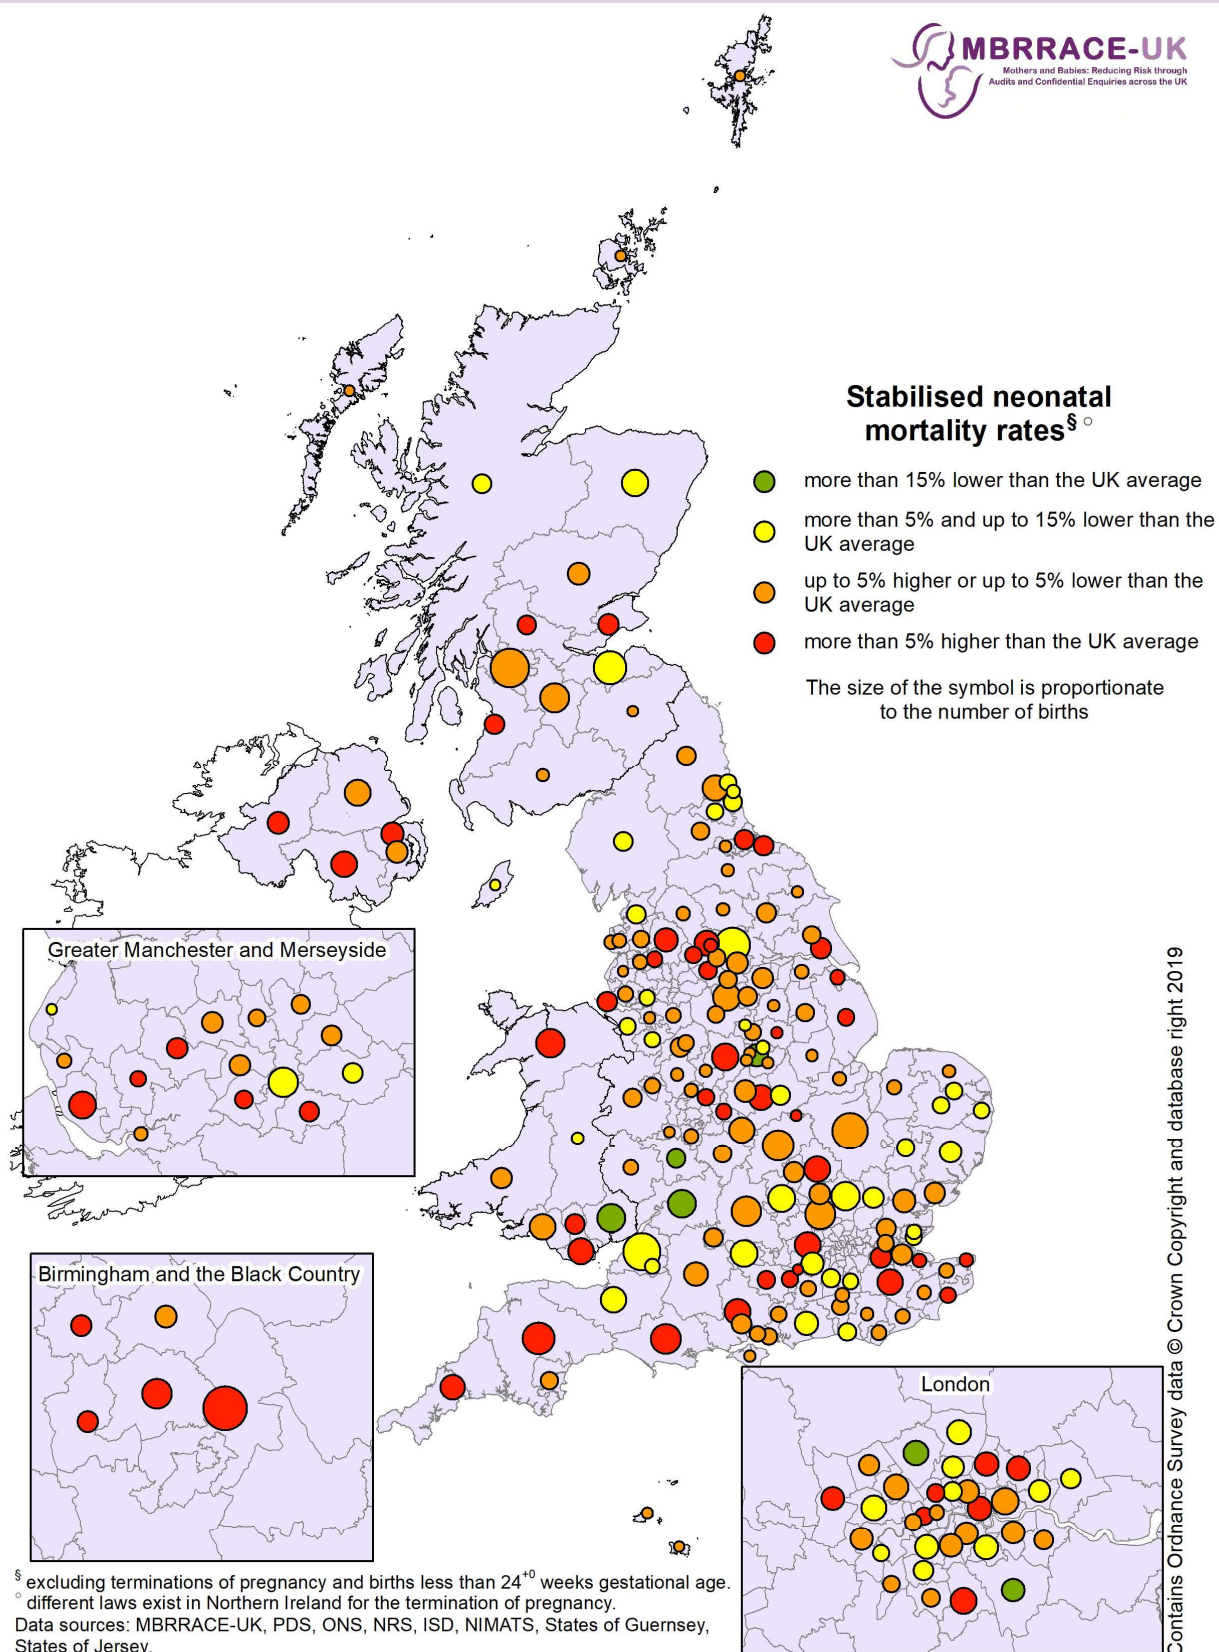 MBRRACE-UK
Mothers and Babies: Reducing Risk through
Audits and Confidential Enquiries across the UK
Stabilised neonatal
mortality rates§ °
more than 15% lower than the UK average
more than 5% and up to 15% lower than the
UK average
up to 5% higher or up to 5% lower than the
UK average
more than 5% higher than the UK average
The size of the symbol is proportionate
to the number of births
Greater Manchester and Merseyside
Birmingham and the Black Country
London
Contains Ordnance Survey data © Crown Copyright and database right 2019
§ excluding terminations of pregnancy and births less than 24+0 weeks gestational age.
° different laws exist in Northern Ireland for the termination of pregnancy.
Data sources: MBRRACE-UK, PDS, ONS, NRS, ISD, NIMATS, States of Guernsey,
States of Jersey.